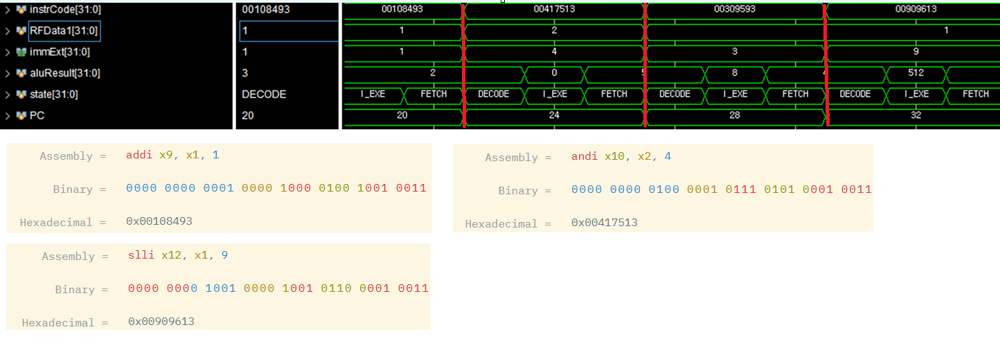 instrCode[31:0] 00108493 00108493 00417513 00309593 00909613
RFData1[31:0] 1 1 2 1
immExt[31:0] 1 1 4 3 9
aluResult[31:0] 3 2 0 8 512
state[31:0] DECODE I_EXE FETCH DECODE I_EXE FETCH DECODE I_EXE FETCH DECODE I_EXE FETCH
PC 20 20 24 28 32
Assembly = addi x9, x1, 1
Binary = 0000 0000 0001 0000 1000 0100 1001 0011
Hexadecimal = 0x00108493
Assembly = andi x10, x2, 4
Binary = 0000 0000 0100 0001 0111 0101 0001 0011
Hexadecimal = 0x00417513
Assembly = slli x12, x1, 9
Binary = 0000 0000 1001 0000 1001 0110 0001 0011
Hexadecimal = 0x00909613